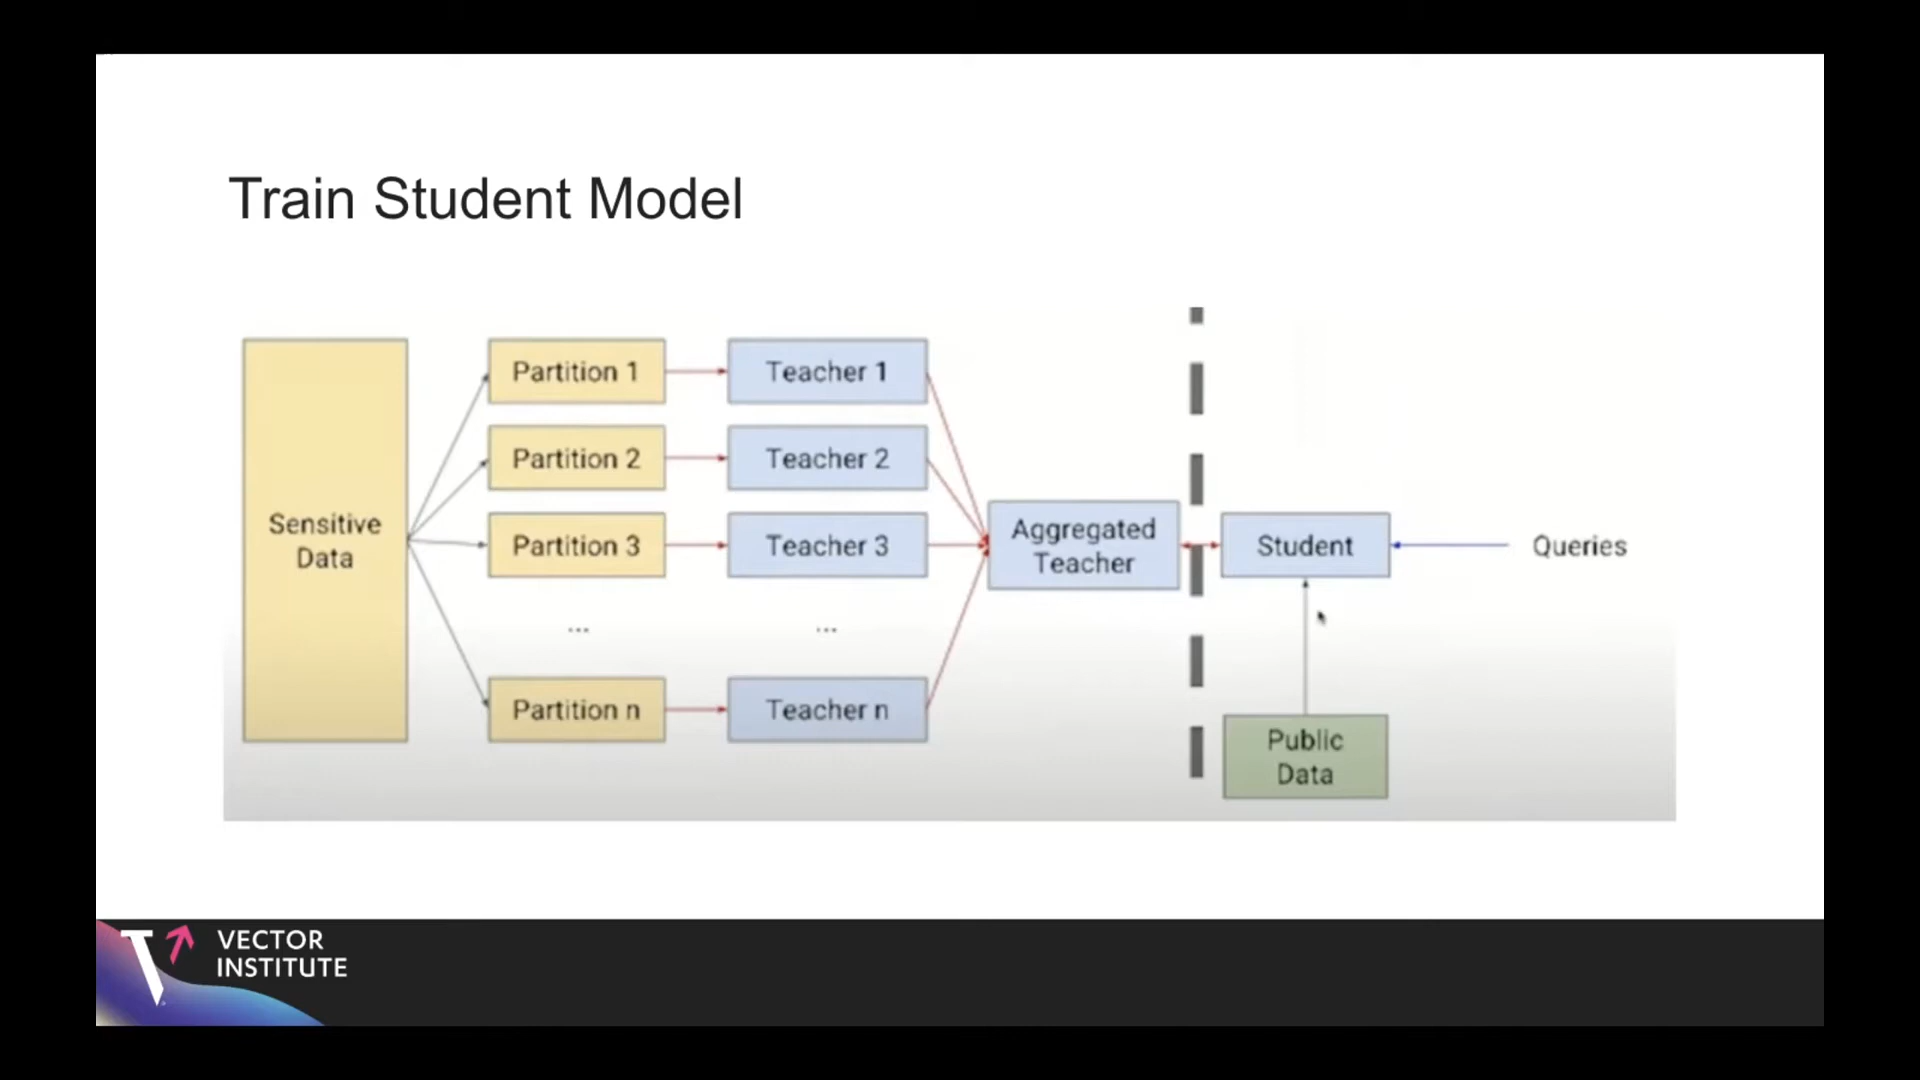 Train Student Model
Sensitive
Data
Partition 1
Teacher 1
Partition 2
Teacher 2
Partition 3
Teacher 3
...
...
Partition n
Teacher n
Aggregated
Teacher
Student
Queries
Public
Data
VECTOR
INSTITUTE